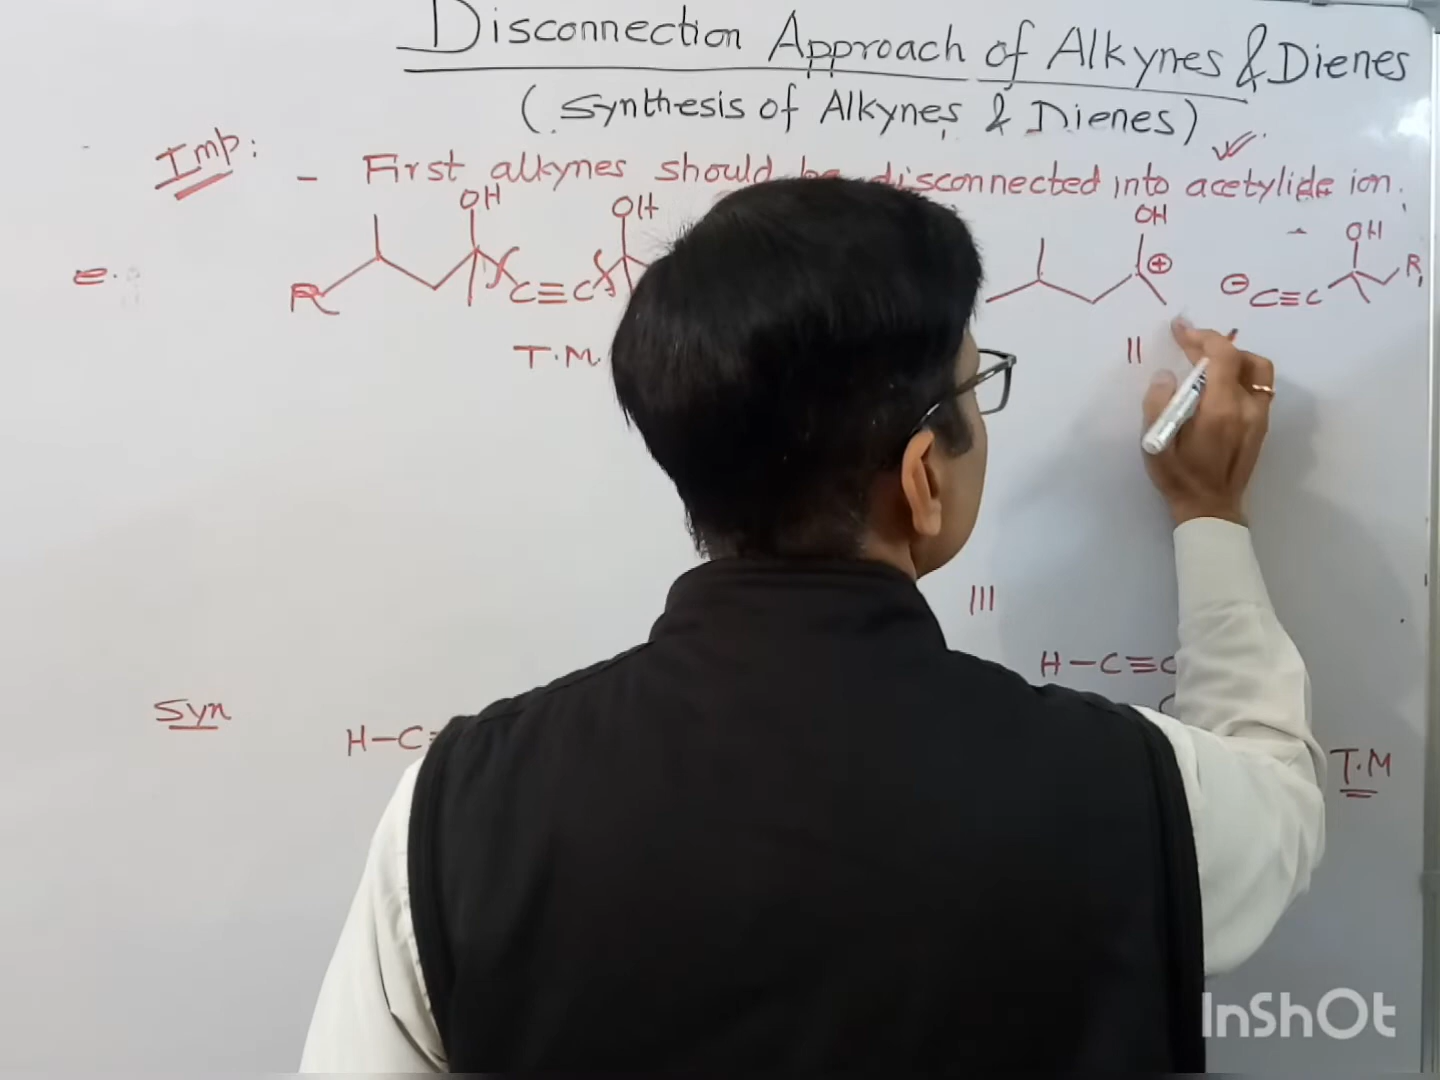 Disconnection Approach of Alkynes & Dienes
(Synthesis of Alkynes & Dienes)
Imp: - First alkynes should be disconnected into acetylide ion.
OH OH OH OH
e. R C≡C ⊕ ⊖ C≡C R
T.M. ||
|||
H-C≡C
Syn H-C
T.M
InShOt